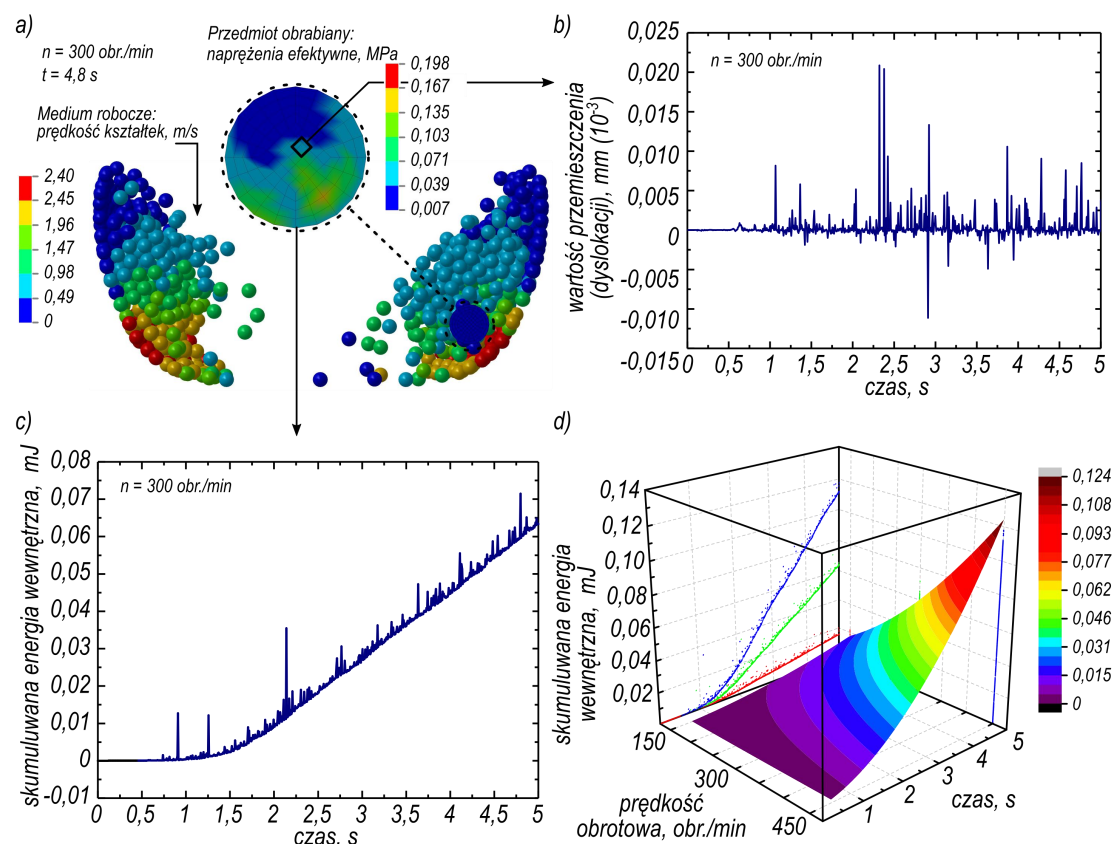 a)
n = 300 obr./min
t = 4,8 s
Przedmiot obrabiany:
naprężenia efektywne, MPa
Medium robocze:
prędkość kształtek, m/s
2,40
2,45
1,96
1,47
0,98
0,49
0
0,198
0,167
0,135
0,103
0,071
0,039
0,007
b)
n = 300 obr./min
wartość przemieszczenia
(dyslokacji), mm (10⁻³)
0,025
0,020
0,015
0,010
0,005
0
-0,005
-0,010
-0,015
0 0,5 1 1,5 2 2,5 3 3,5 4 4,5 5
czas, s
c)
n = 300 obr./min
skumulowana energia wewnętrzna, mJ
0,08
0,07
0,06
0,05
0,04
0,03
0,02
0,01
0
-0,01
0 0,5 1 1,5 2 2,5 3 3,5 4 4,5 5
czas, s
d)
skumuluwana energia
wewnętrzna, mJ
0,14
0,12
0,10
0,08
0,06
0,04
0,02
150
300
450
prędkość
obrotowa, obr./min
1 2 3 4 5
czas, s
0,124
0,108
0,093
0,077
0,062
0,046
0,031
0,015
0